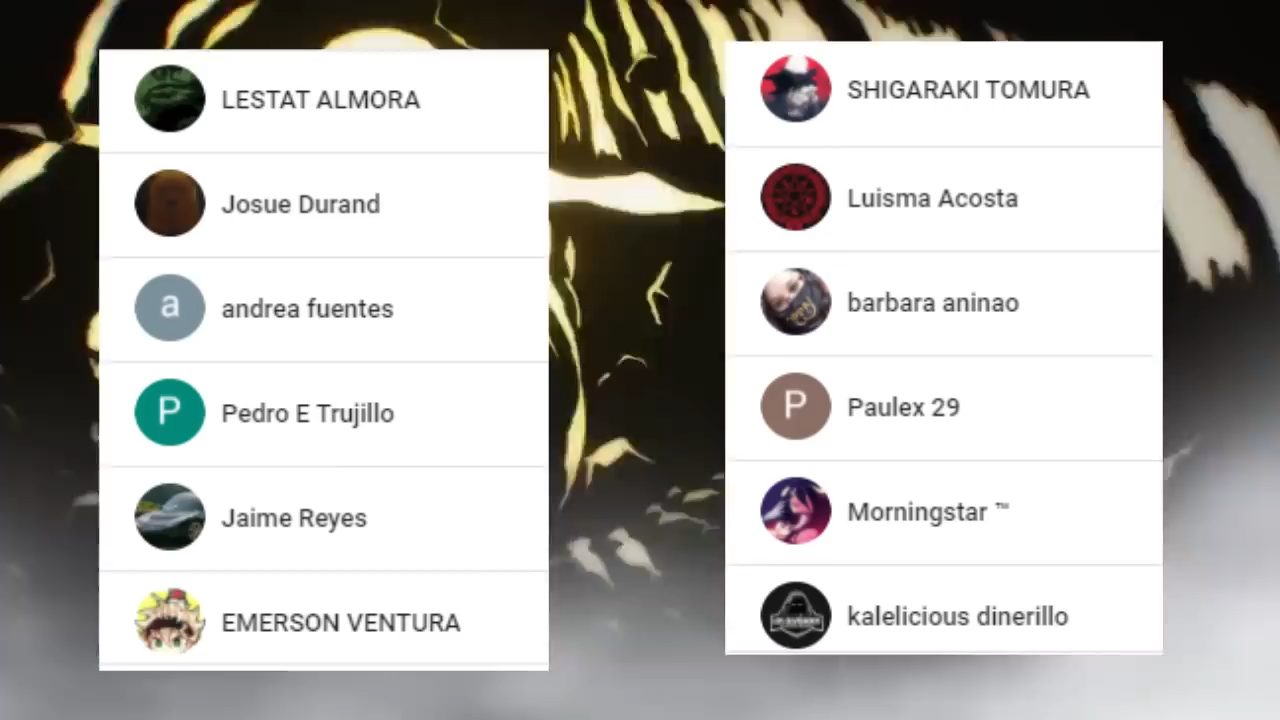 LESTAT ALMORA
Josue Durand
a
andrea fuentes
P
Pedro E Trujillo
Jaime Reyes
EMERSON VENTURA
SHIGARAKI TOMURA
Luisma Acosta
barbara aninao
P
Paulex 29
Morningstar ™
kalelicious dinerillo